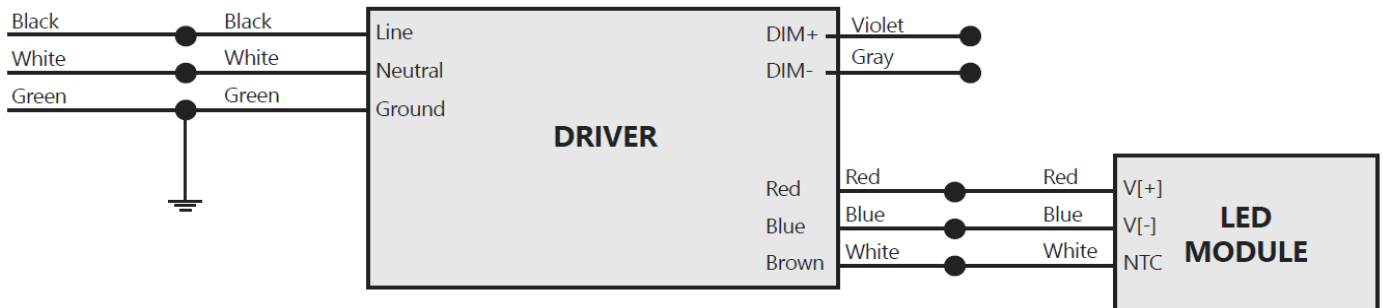 Black Black
White White
Green Green
Line
Neutral
Ground
DRIVER
DIM+ Violet
DIM- Gray
Red Red Red V[+]
Blue Blue Blue V[-]
Brown White White NTC
LED
MODULE